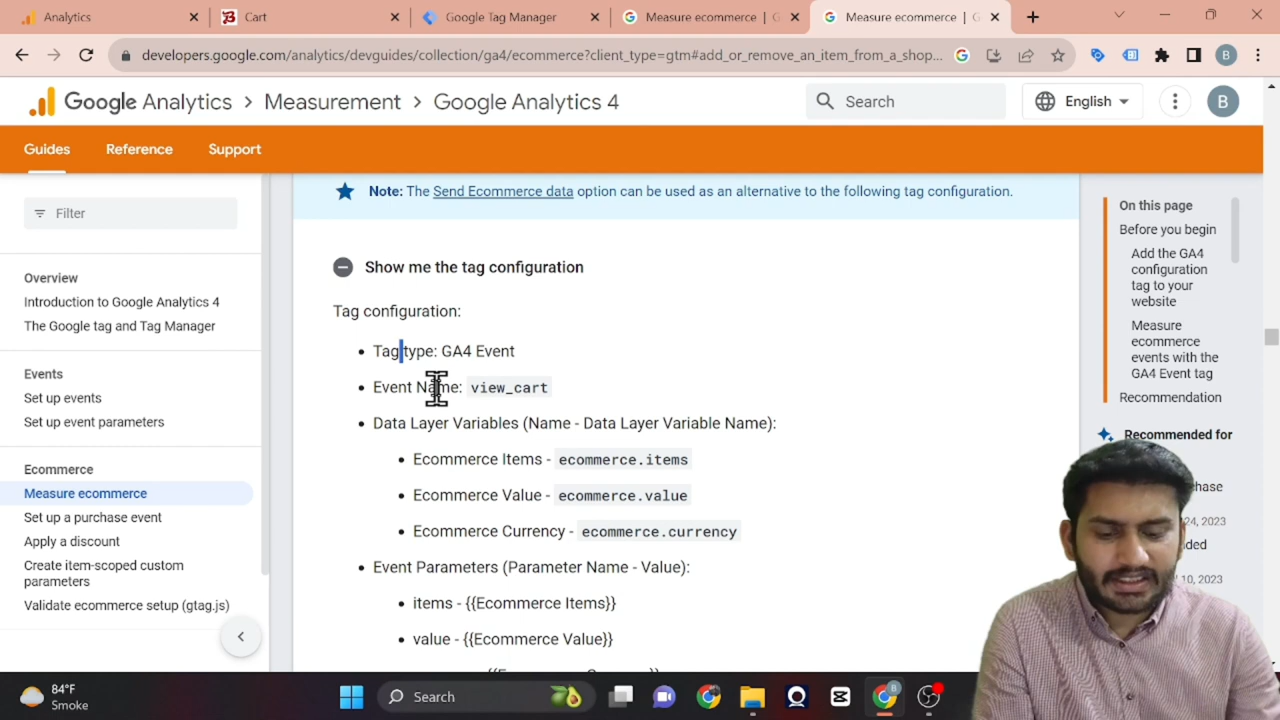 Analytics
Cart
Google Tag Manager
Measure ecommerce | G
Measure ecommerce | G
developers.google.com/analytics/devguides/collection/ga4/ecommerce?client_type=gtm#add_or_remove_an_item_from_a_shop...
B
Google Analytics > Measurement > Google Analytics 4
Search
English
B
Guides
Reference
Support
Filter
Overview
Introduction to Google Analytics 4
The Google tag and Tag Manager
Events
Set up events
Set up event parameters
Ecommerce
Measure ecommerce
Set up a purchase event
Apply a discount
Create item-scoped custom
parameters
Validate ecommerce setup (gtag.js)
Note: The Send Ecommerce data option can be used as an alternative to the following tag configuration.
Show me the tag configuration
Tag configuration:
• Tag type: GA4 Event
• Event Name: view_cart
• Data Layer Variables (Name - Data Layer Variable Name):
• Ecommerce Items - ecommerce.items
• Ecommerce Value - ecommerce.value
• Ecommerce Currency - ecommerce.currency
• Event Parameters (Parameter Name - Value):
• items - {{Ecommerce Items}}
• value - {{Ecommerce Value}}
On this page
Before you begin
Add the GA4
configuration
tag to your
website
Measure
ecommerce
events with the
GA4 Event tag
Recommendation
Recommended for
chase
24, 2023
ded
10, 2023
84°F
Smoke
Search